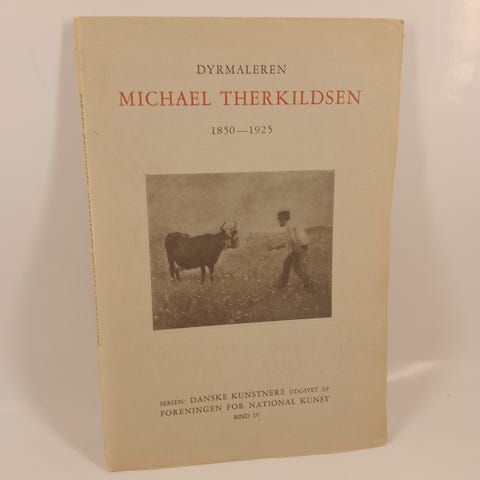 DYRMALEREN
MICHAEL THERKILDSEN
1850—1925
SERIEN: DANSKE KUNSTNERE UDGIVET AF
FORENINGEN FOR NATIONAL KUNST
BIND IV